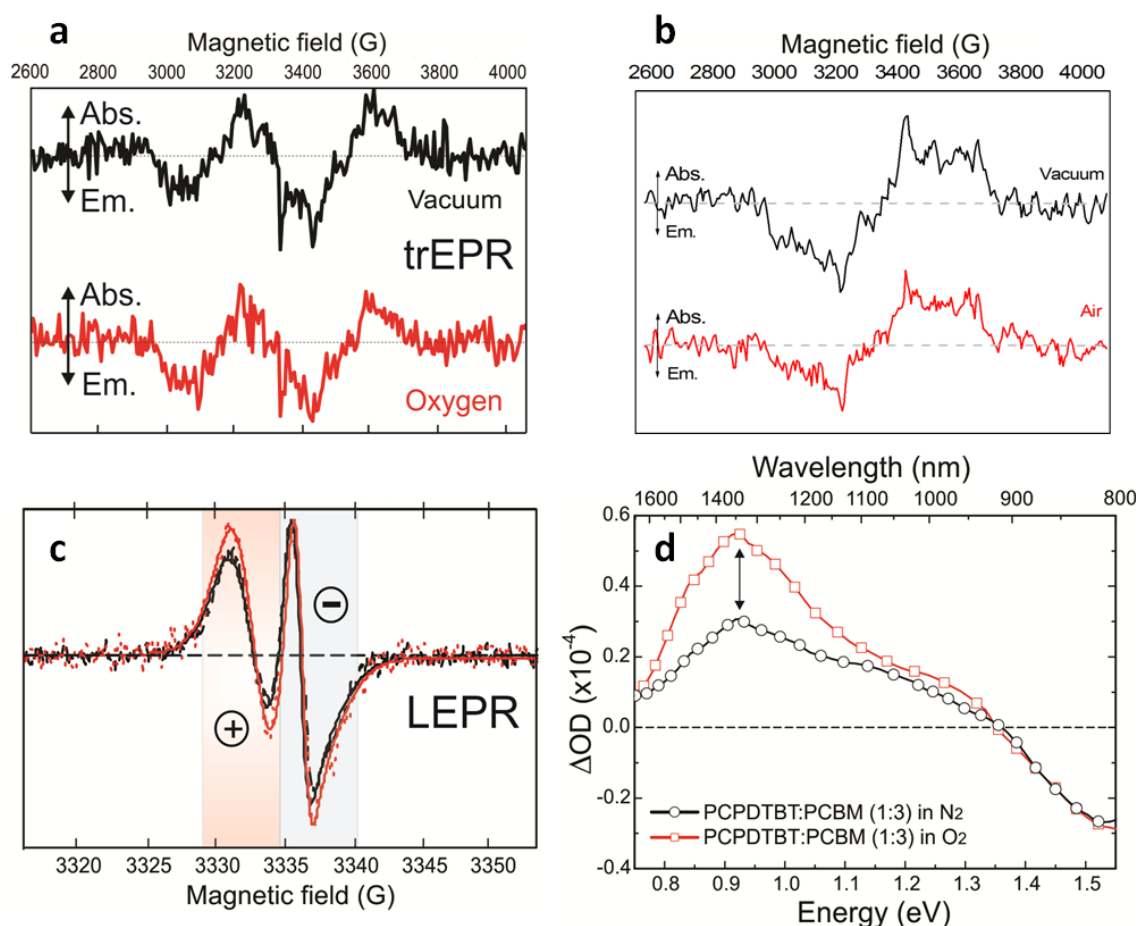 a
Magnetic field (G)
2600 2800 3000 3200 3400 3600 3800 4000
Abs.
Em.
Vacuum
trEPR
Abs.
Em.
Oxygen
b
Magnetic field (G)
2600 2800 3000 3200 3400 3600 3800 4000
Abs.
Em.
Vacuum
Abs.
Em.
Air
c
+
−
LEPR
3320 3325 3330 3335 3340 3345 3350
Magnetic field (G)
Wavelength (nm)
1600 1400 1200 1100 1000 900 800
d
0.6
0.4
0.2
0.0
-0.2
-0.4
ΔOD (x10-4)
PCPDTBT:PCBM (1:3) in N2
PCPDTBT:PCBM (1:3) in O2
0.8 0.9 1.0 1.1 1.2 1.3 1.4 1.5
Energy (eV)